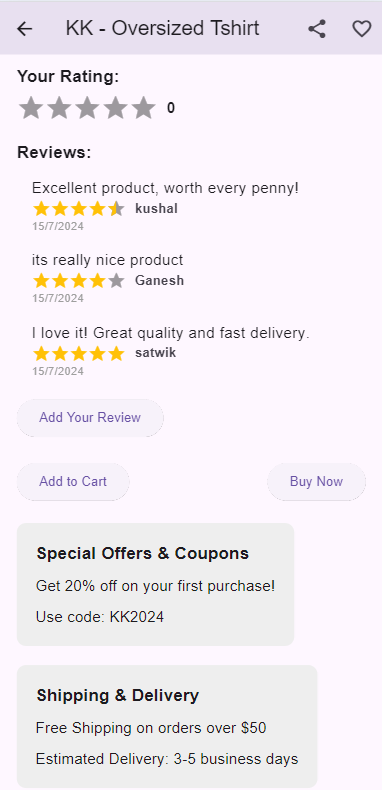 KK - Oversized Tshirt
Your Rating:
0
Reviews:
Excellent product, worth every penny!
kushal
15/7/2024
its really nice product
Ganesh
15/7/2024
I love it! Great quality and fast delivery.
satwik
15/7/2024
Add Your Review
Add to Cart
Buy Now
Special Offers & Coupons
Get 20% off on your first purchase!
Use code: KK2024
Shipping & Delivery
Free Shipping on orders over $50
Estimated Delivery: 3-5 business days